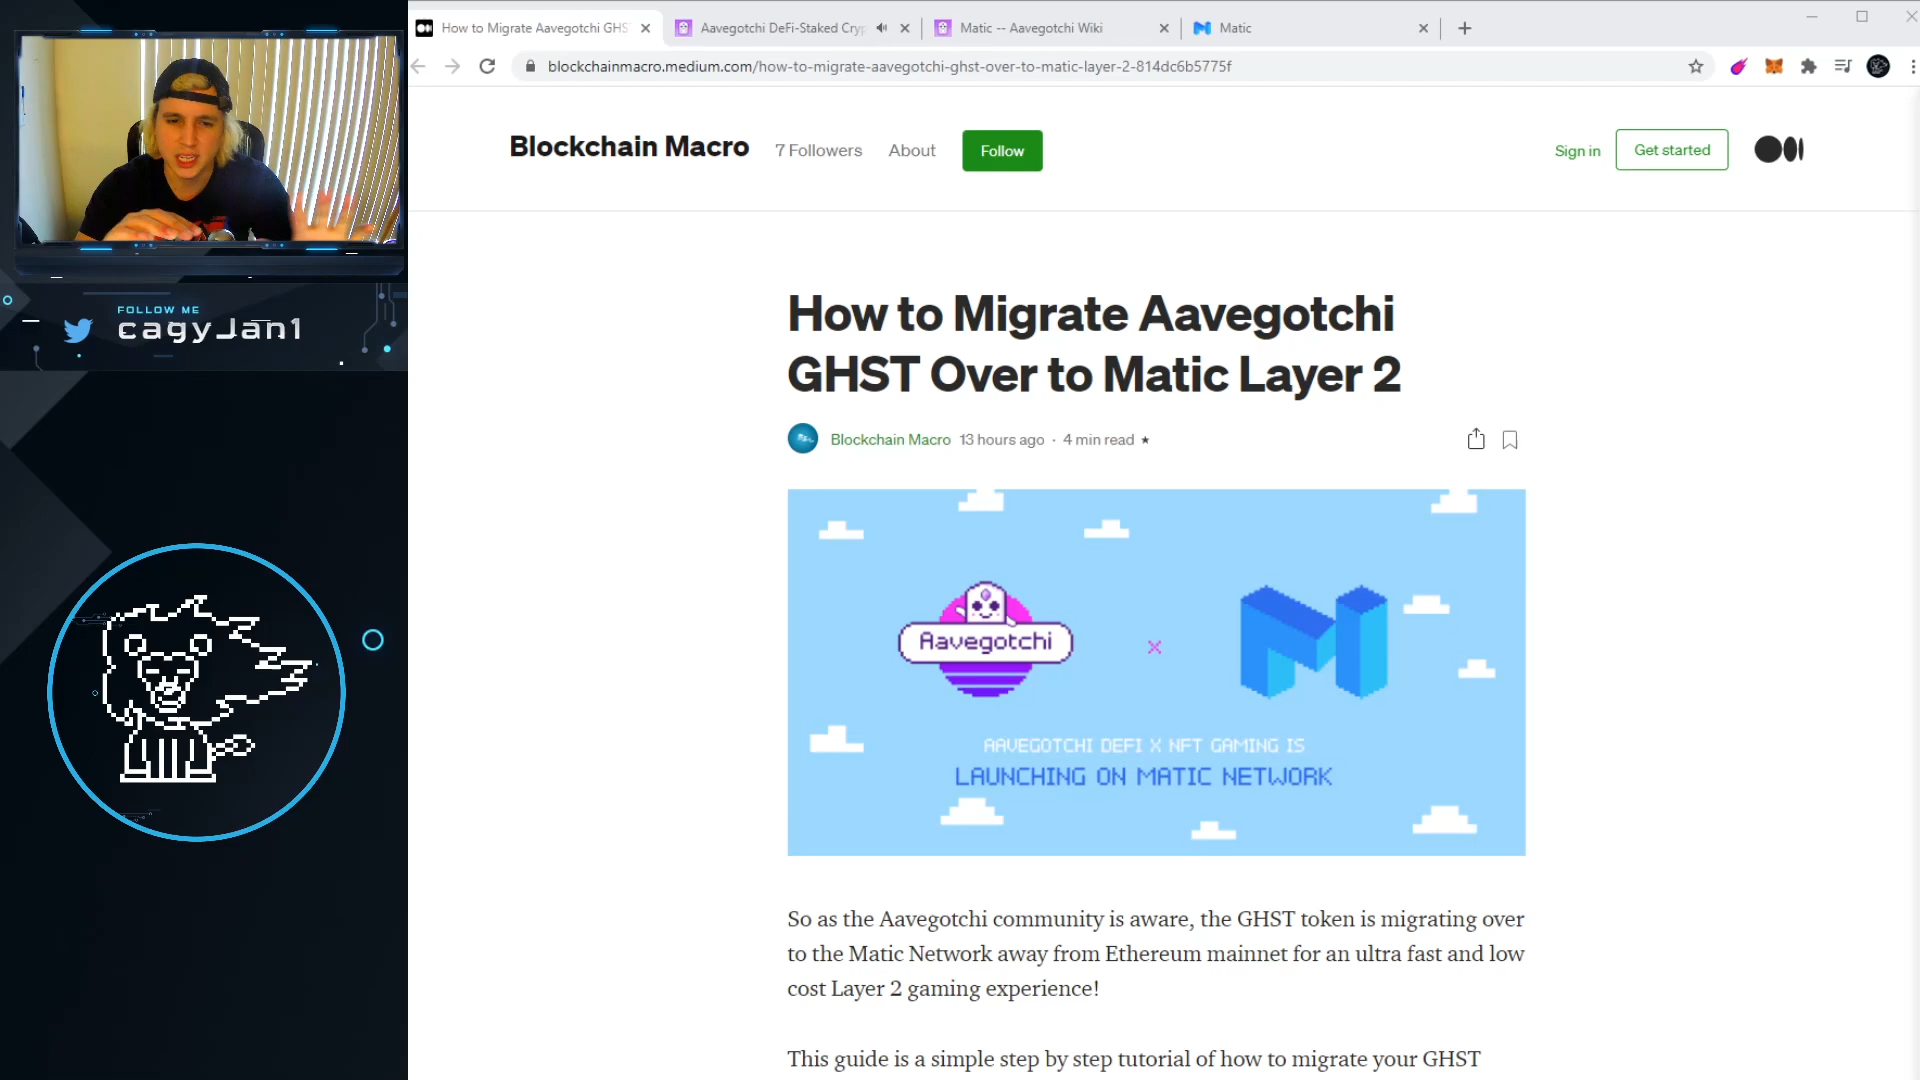 How to Migrate Aavegotchi GHS
Aavegotchi DeFi-Staked Cry
Matic -- Aavegotchi Wiki
Matic
blockchainmacro.medium.com/how-to-migrate-aavegotchi-ghst-over-to-matic-layer-2-814dc6b5775f
Blockchain Macro
7 Followers
About
Follow
Sign in
Get started
FOLLOW ME
cagyJan1
How to Migrate Aavegotchi
GHST Over to Matic Layer 2
Blockchain Macro 13 hours ago · 4 min read ★
Aavegotchi
AAVEGOTCHI DEFI X NFT GAMING IS
LAUNCHING ON MATIC NETWORK
So as the Aavegotchi community is aware, the GHST token is migrating over
to the Matic Network away from Ethereum mainnet for an ultra fast and low
cost Layer 2 gaming experience!
This guide is a simple step by step tutorial of how to migrate your GHST